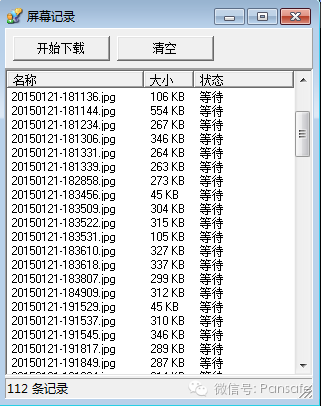 屏幕记录
开始下载 清空
名称 大小 状态
20150121-181136.jpg 106 KB 等待
20150121-181144.jpg 554 KB 等待
20150121-181234.jpg 267 KB 等待
20150121-181306.jpg 346 KB 等待
20150121-181331.jpg 264 KB 等待
20150121-181339.jpg 263 KB 等待
20150121-182858.jpg 273 KB 等待
20150121-183456.jpg 45 KB 等待
20150121-183509.jpg 304 KB 等待
20150121-183522.jpg 315 KB 等待
20150121-183531.jpg 105 KB 等待
20150121-183610.jpg 327 KB 等待
20150121-183618.jpg 337 KB 等待
20150121-183807.jpg 299 KB 等待
20150121-184909.jpg 312 KB 等待
20150121-191529.jpg 45 KB 等待
20150121-191537.jpg 310 KB 等待
20150121-191545.jpg 346 KB 等待
20150121-191817.jpg 289 KB 等待
20150121-191849.jpg 287 KB 等待
112 条记录
微信号: Pansafe